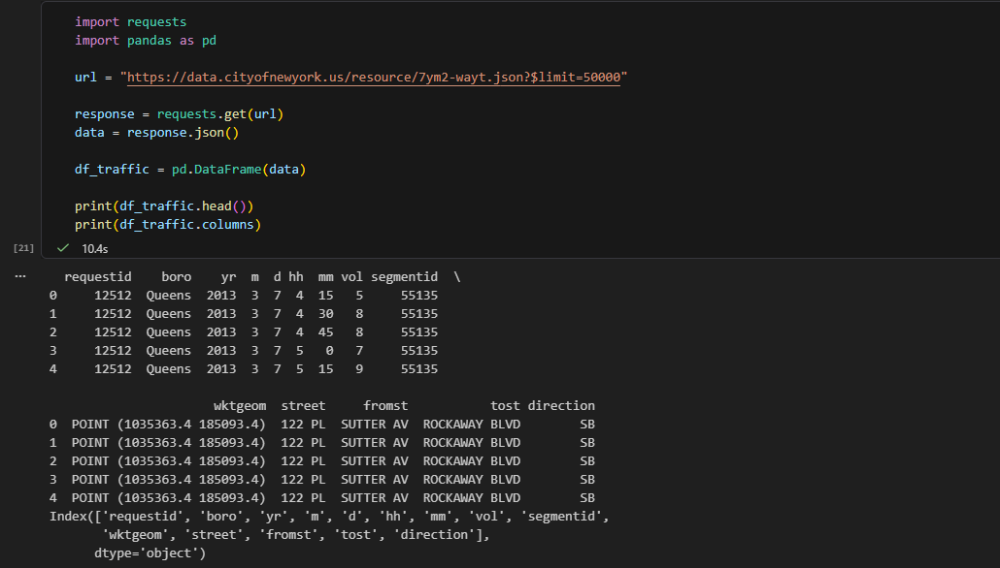 import requests
import pandas as pd
url = "https://data.cityofnewyork.us/resource/7ym2-wayt.json?$limit=50000"
response = requests.get(url)
data = response.json()
df_traffic = pd.DataFrame(data)
print(df_traffic.head())
print(df_traffic.columns)
[21] ✓ 10.4s
... requestid boro yr m d hh mm vol segmentid \
0 12512 Queens 2013 3 7 4 15 5 55135
1 12512 Queens 2013 3 7 4 30 8 55135
2 12512 Queens 2013 3 7 4 45 8 55135
3 12512 Queens 2013 3 7 5 0 7 55135
4 12512 Queens 2013 3 7 5 15 9 55135
wktgeom street fromst tost direction
0 POINT (1035363.4 185093.4) 122 PL SUTTER AV ROCKAWAY BLVD SB
1 POINT (1035363.4 185093.4) 122 PL SUTTER AV ROCKAWAY BLVD SB
2 POINT (1035363.4 185093.4) 122 PL SUTTER AV ROCKAWAY BLVD SB
3 POINT (1035363.4 185093.4) 122 PL SUTTER AV ROCKAWAY BLVD SB
4 POINT (1035363.4 185093.4) 122 PL SUTTER AV ROCKAWAY BLVD SB
Index(['requestid', 'boro', 'yr', 'm', 'd', 'hh', 'mm', 'vol', 'segmentid',
'wktgeom', 'street', 'fromst', 'tost', 'direction'],
dtype='object')